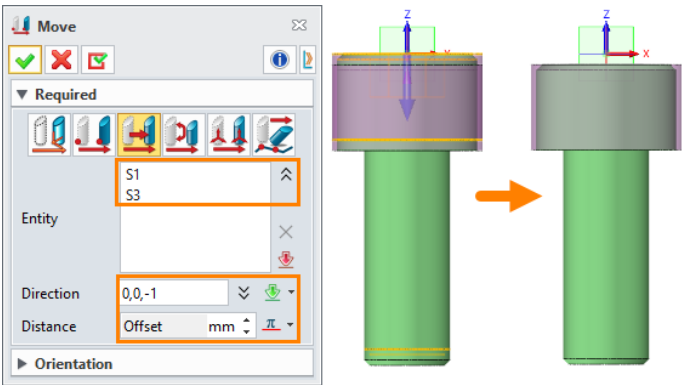 Move
Required
S1
S3
Entity
Direction
0,0,-1
Distance
Offset
mm
π
Orientation
Z
Z
X